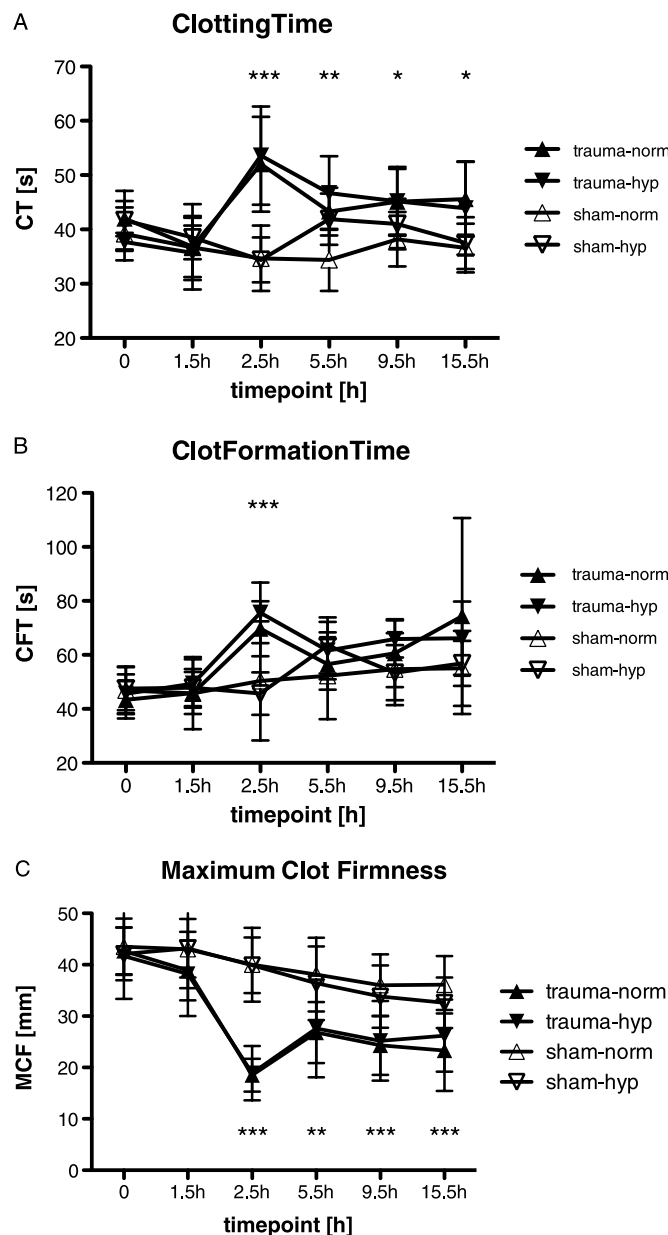 A
ClottingTime
70
60
50
40
30
20
CT [s]
*** ** * *
0 1.5h 2.5h 5.5h 9.5h 15.5h
timepoint [h]
trauma-norm
trauma-hyp
sham-norm
sham-hyp
B
ClotFormationTime
120
100
80
60
40
20
CFT [s]
***
0 1.5h 2.5h 5.5h 9.5h 15.5h
timepoint [h]
trauma-norm
trauma-hyp
sham-norm
sham-hyp
C
Maximum Clot Firmness
50
40
30
20
10
0
MCF [mm]
*** ** *** ***
0 1.5h 2.5h 5.5h 9.5h 15.5h
timepoint [h]
trauma-norm
trauma-hyp
sham-norm
sham-hyp